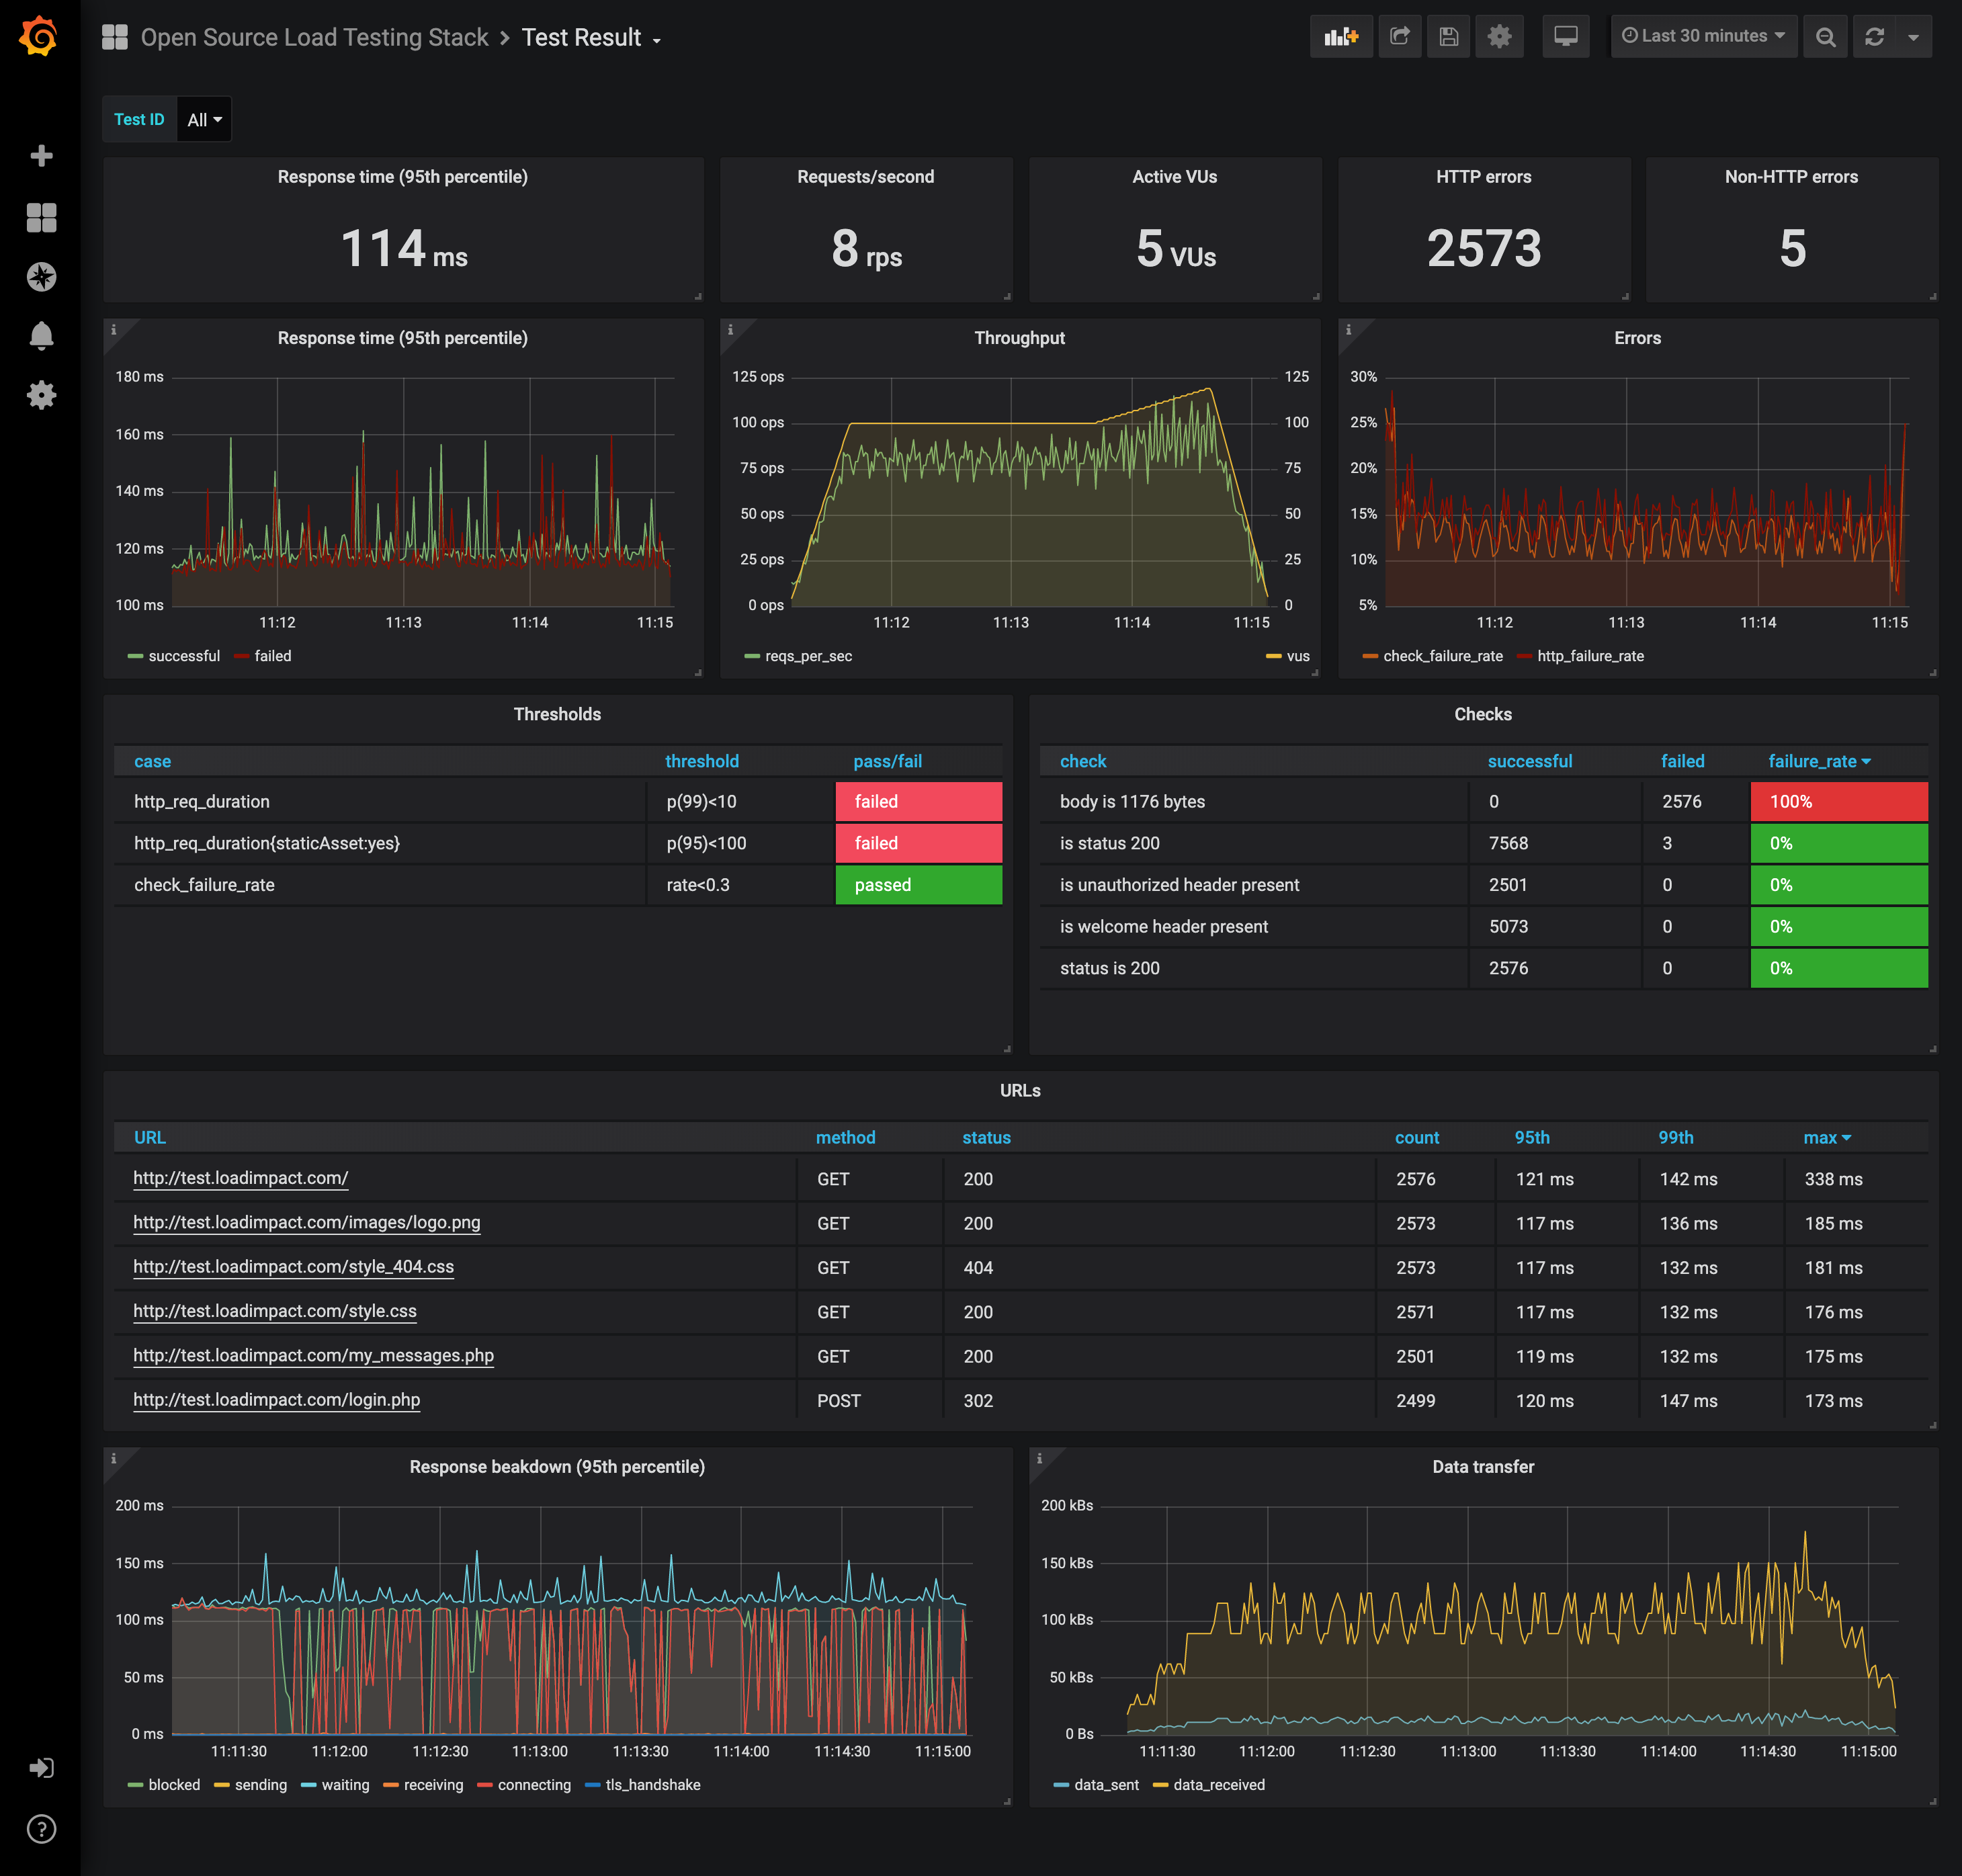 Open Source Load Testing Stack > Test Result
Last 30 minutes
Test ID All
Response time (95th percentile)
114 ms
Requests/second
8 rps
Active VUs
5 VUs
HTTP errors
2573
Non-HTTP errors
5
Response time (95th percentile)
180 ms
160 ms
140 ms
120 ms
100 ms
11:12 11:13 11:14 11:15
successful failed
Throughput
125 ops 125
100 ops 100
75 ops 75
50 ops 50
25 ops 25
0 ops 0
11:12 11:13 11:14 11:15
reqs_per_sec vus
Errors
30%
25%
20%
15%
10%
5%
11:12 11:13 11:14 11:15
check_failure_rate http_failure_rate
Thresholds
case threshold pass/fail
http_req_duration p(99)<10 failed
http_req_duration{staticAsset:yes} p(95)<100 failed
check_failure_rate rate<0.3 passed
Checks
check successful failed failure_rate
body is 1176 bytes 0 2576 100%
is status 200 7568 3 0%
is unauthorized header present 2501 0 0%
is welcome header present 5073 0 0%
status is 200 2576 0 0%
URLs
URL method status count 95th 99th max
http://test.loadimpact.com/ GET 200 2576 121 ms 142 ms 338 ms
http://test.loadimpact.com/images/logo.png GET 200 2573 117 ms 136 ms 185 ms
http://test.loadimpact.com/style_404.css GET 404 2573 117 ms 132 ms 181 ms
http://test.loadimpact.com/style.css GET 200 2571 117 ms 132 ms 176 ms
http://test.loadimpact.com/my_messages.php GET 200 2501 119 ms 132 ms 175 ms
http://test.loadimpact.com/login.php POST 302 2499 120 ms 147 ms 173 ms
Response beakdown (95th percentile)
200 ms
150 ms
100 ms
50 ms
0 ms
11:11:30 11:12:00 11:12:30 11:13:00 11:13:30 11:14:00 11:14:30 11:15:00
blocked sending waiting receiving connecting tls_handshake
Data transfer
200 kBs
150 kBs
100 kBs
50 kBs
0 Bs
11:11:30 11:12:00 11:12:30 11:13:00 11:13:30 11:14:00 11:14:30 11:15:00
data_sent data_received